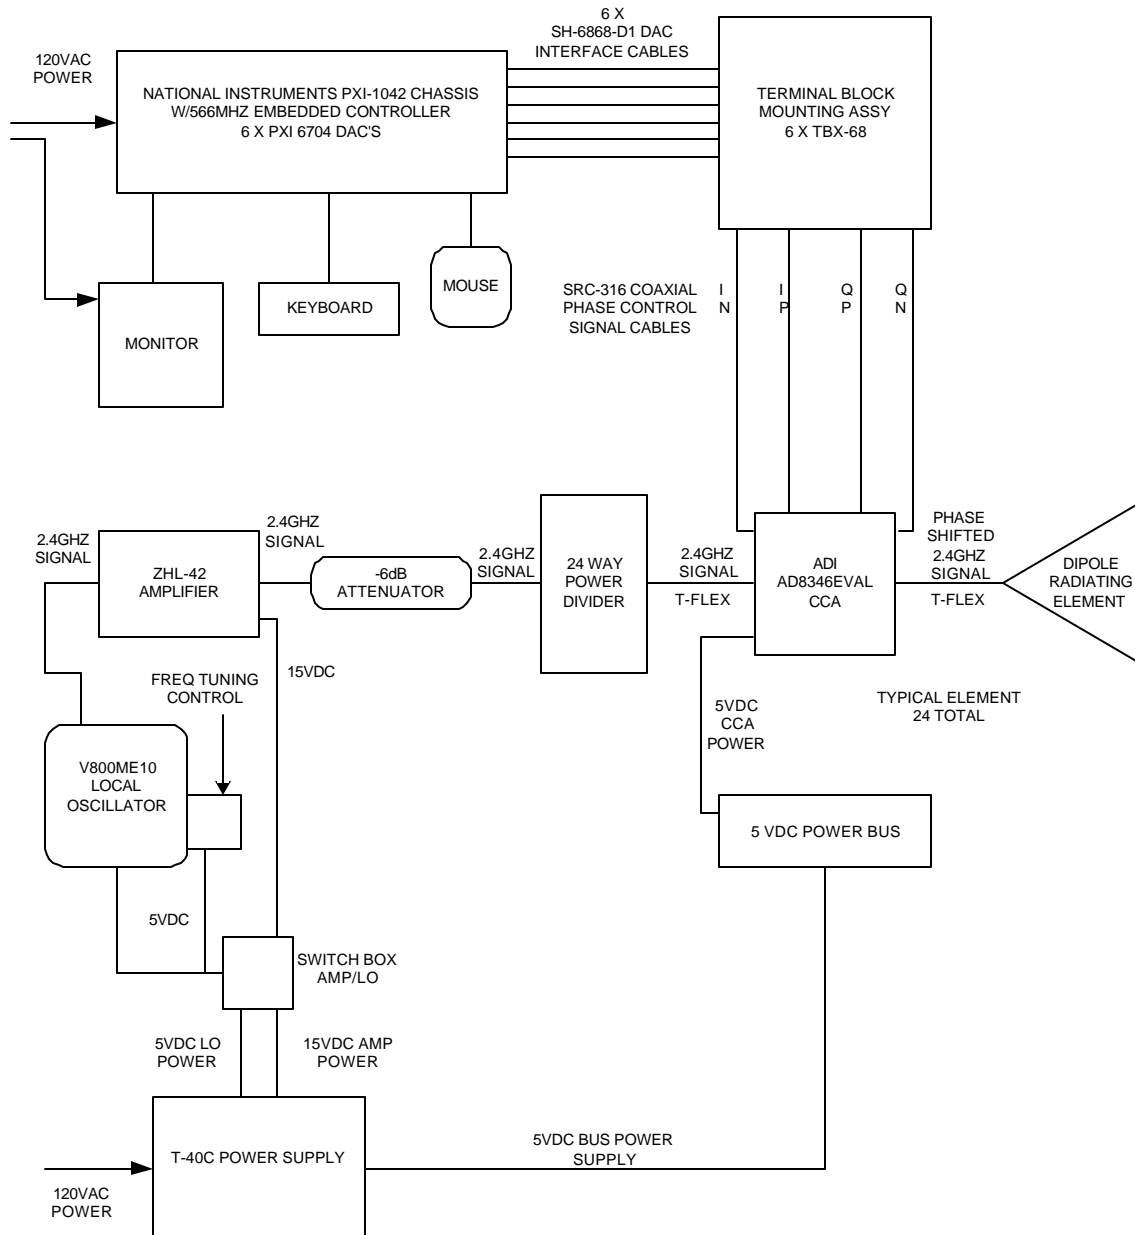 6 X
SH-6868-D1 DAC
INTERFACE CABLES
120VAC
POWER
NATIONAL INSTRUMENTS PXI-1042 CHASSIS
W/566MHZ EMBEDDED CONTROLLER
6 X PXI 6704 DAC'S
TERMINAL BLOCK
MOUNTING ASSY
6 X TBX-68
MONITOR
KEYBOARD
MOUSE
SRC-316 COAXIAL
PHASE CONTROL
SIGNAL CABLES
I
N
I
P
Q
P
Q
N
2.4GHZ
SIGNAL
ZHL-42
AMPLIFIER
2.4GHZ
SIGNAL
-6dB
ATTENUATOR
2.4GHZ
SIGNAL
24 WAY
POWER
DIVIDER
2.4GHZ
SIGNAL
T-FLEX
ADI
AD8346EVAL
CCA
PHASE
SHIFTED
2.4GHZ
SIGNAL
T-FLEX
DIPOLE
RADIATING
ELEMENT
15VDC
FREQ TUNING
CONTROL
V800ME10
LOCAL
OSCILLATOR
5VDC
CCA
POWER
TYPICAL ELEMENT
24 TOTAL
5 VDC POWER BUS
5VDC
SWITCH BOX
AMP/LO
5VDC LO
POWER
15VDC AMP
POWER
T-40C POWER SUPPLY
5VDC BUS POWER
SUPPLY
120VAC
POWER